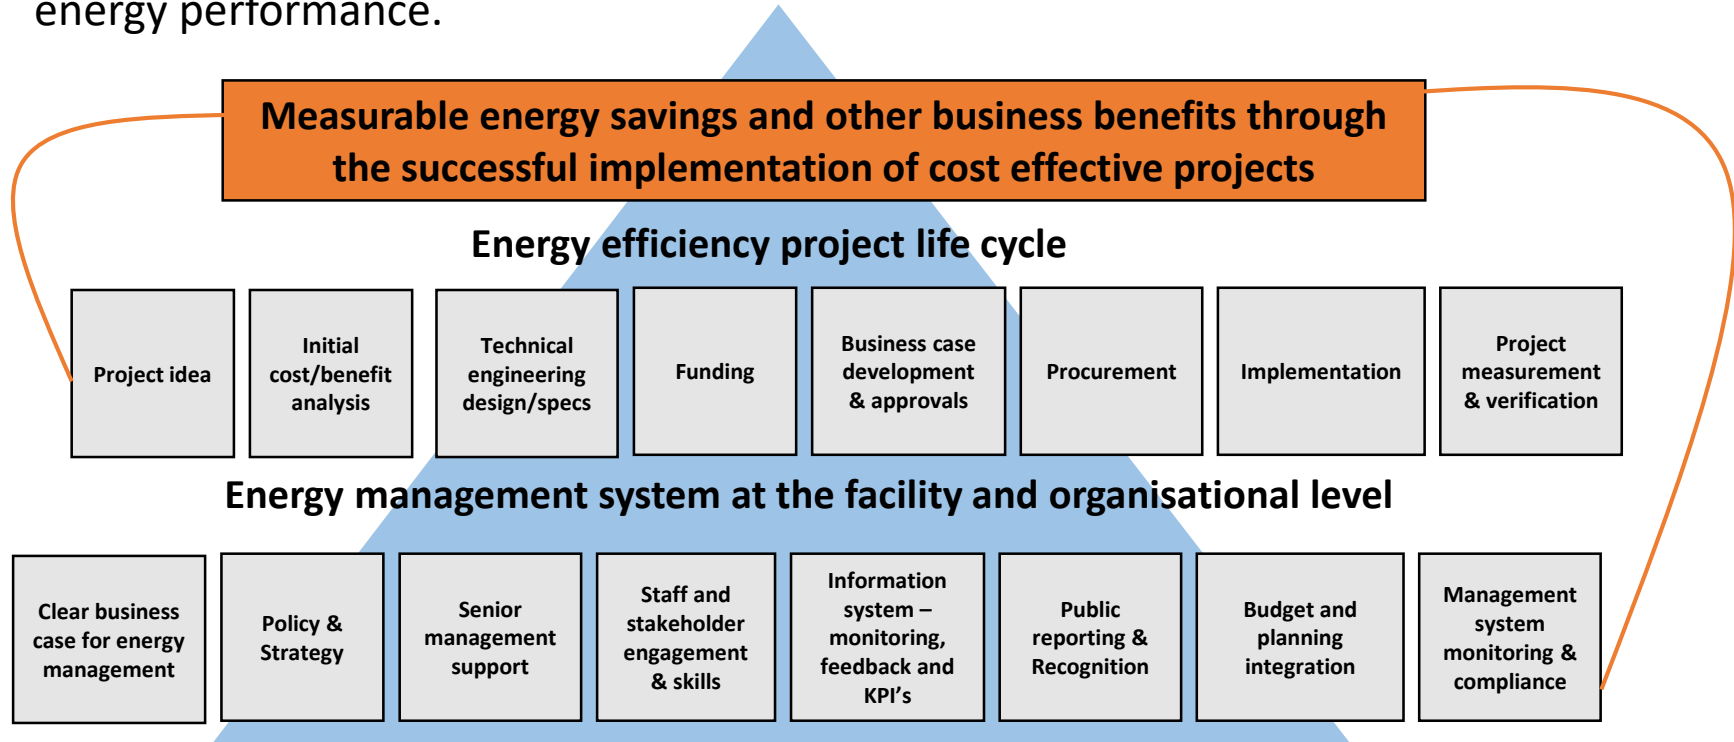 energy performance.
Measurable energy savings and other business benefits through
the successful implementation of cost effective projects
Energy efficiency project life cycle
Project idea
Initial
cost/benefit
analysis
Technical
engineering
design/specs
Funding
Business case
development
& approvals
Procurement
Implementation
Project
measurement
& verification
Energy management system at the facility and organisational level
Clear business
case for energy
management
Policy &
Strategy
Senior
management
support
Staff and
stakeholder
engagement
& skills
Information
system –
monitoring,
feedback and
KPI's
Public
reporting &
Recognition
Budget and
planning
integration
Management
system
monitoring &
compliance